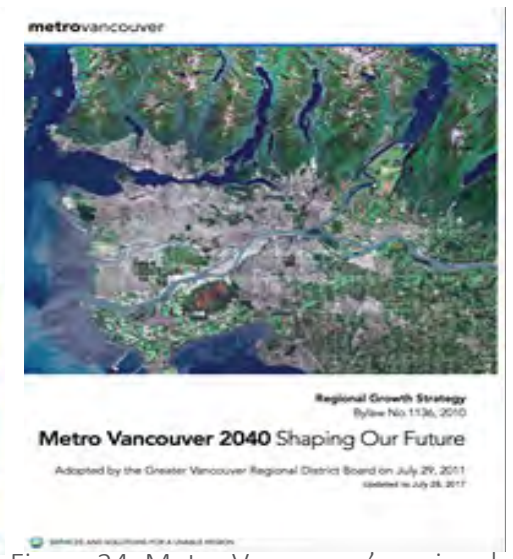 metrovancouver
Regional Growth Strategy
Bylaw No.1136, 2010
Metro Vancouver 2040 Shaping Our Future
Adopted by the Greater Vancouver Regional District Board on July 29, 2011
Updated to July 28, 2017
SERVICES AND SOLUTIONS FOR A LIVABLE REGION
Figure 34: Metro Vancouver's regional